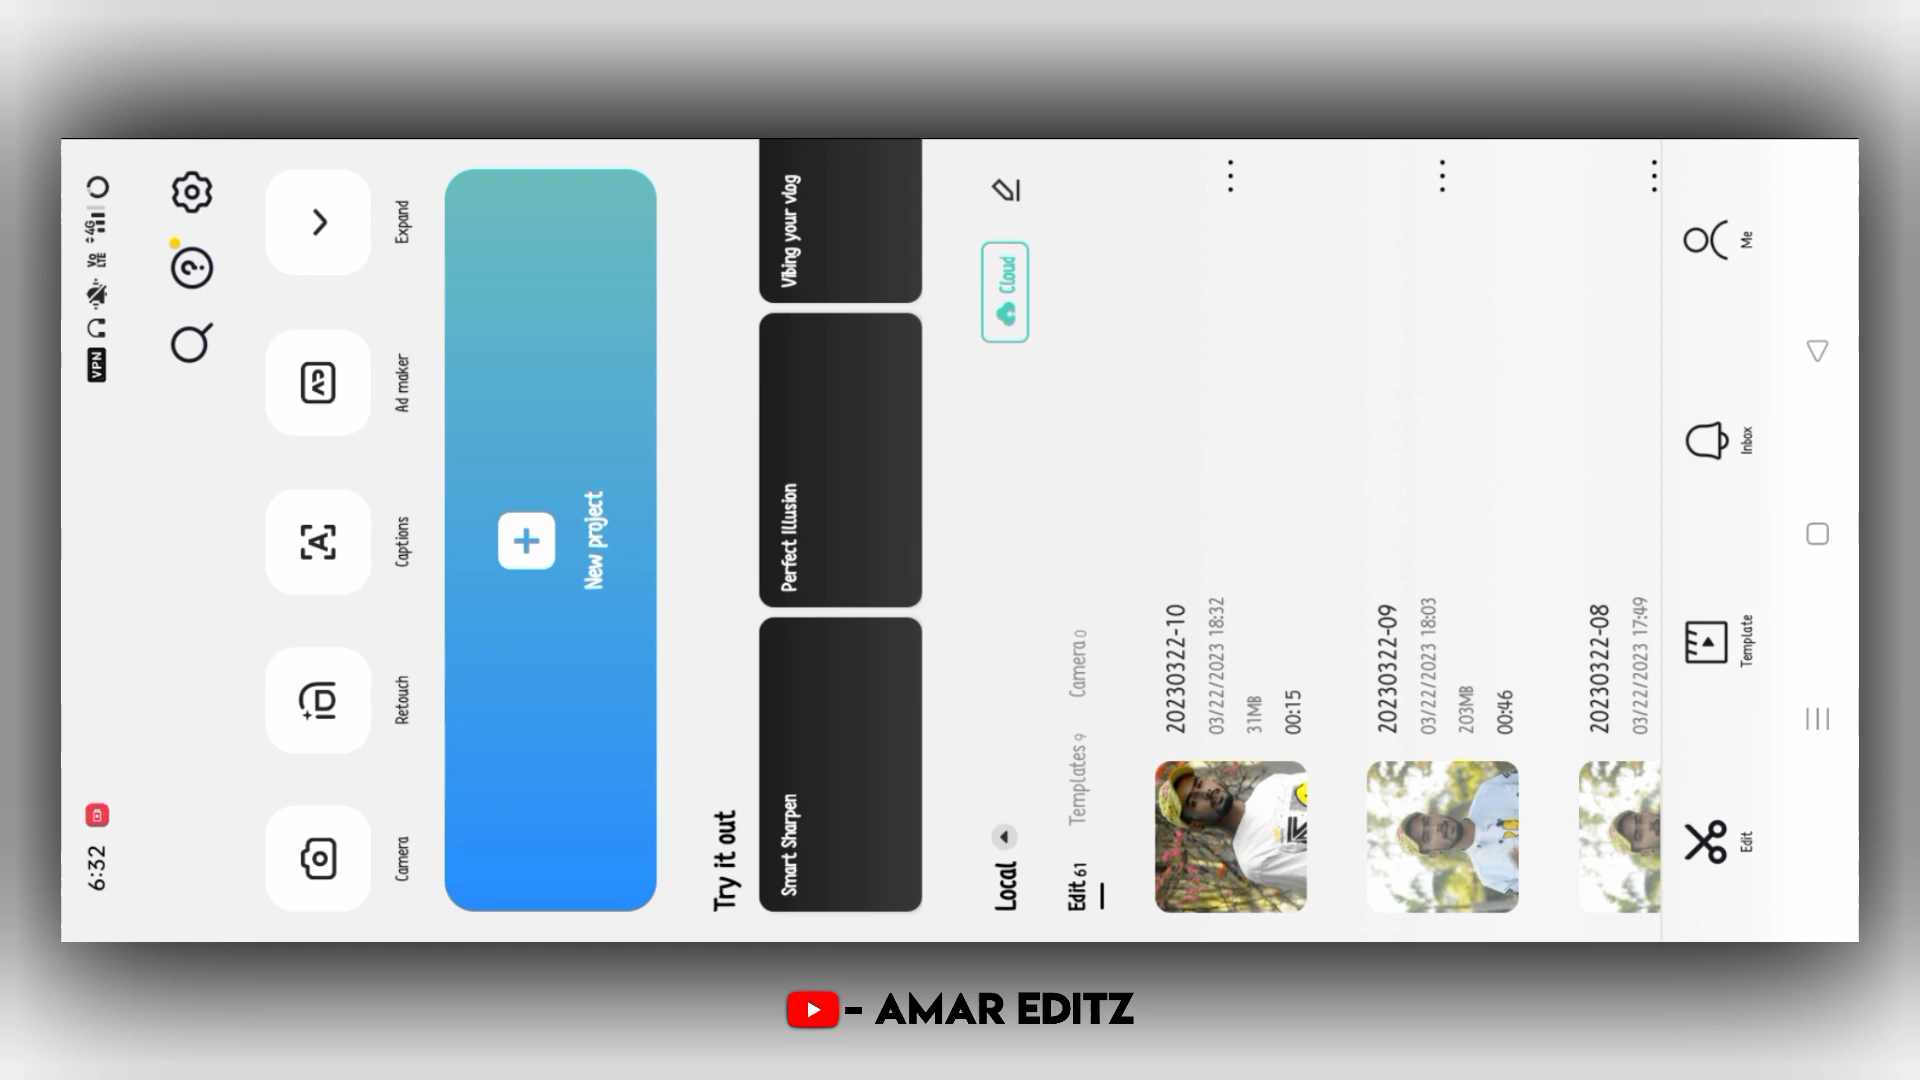 6:32
VPN Vo LTE 4G
Camera
Retouch
Captions
Ad maker
Expand
New project
Try it out
Smart Sharpen
Perfect Illusion
Vibing your vlog
Local
Cloud
Edit 61
Templates 9
Camera 0
20230322-10
03/22/2023 18:32
31MB
00:15
20230322-09
03/22/2023 18:03
203MB
00:46
20230322-08
03/22/2023 17:49
Edit
Template
Inbox
Me
- AMAR EDITZ